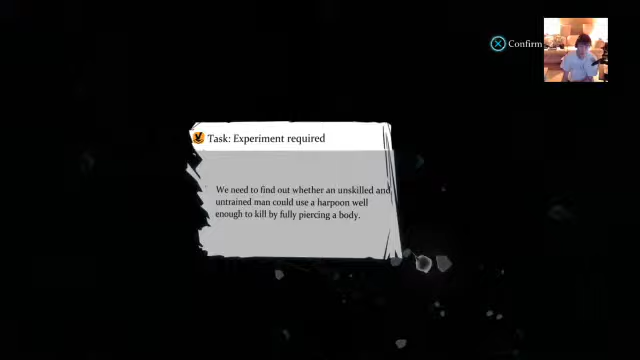 Confirm
Task: Experiment required
We need to find out whether an unskilled and
untrained man could use a harpoon well
enough to kill by fully piercing a body.